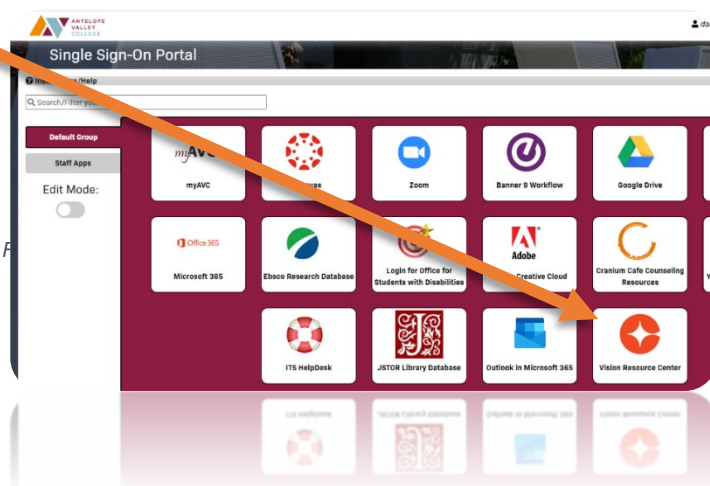 ANTELOPE
VALLEY
COLLEGE
Single Sign-On Portal
/Help
Search/Filter
Default Group
Staff Apps
Edit Mode:
myAVC
Zoom
Banner 9 Workflow
Google Drive
Office 365
Microsoft 365
Ebsco Research Database
Login for Office for
Students with Disabilities
Adobe
Creative Cloud
Cranium Cafe Counseling
Resources
ITS HelpDesk
JSTOR Library Database
Outlook in Microsoft 365
Vision Resource Center